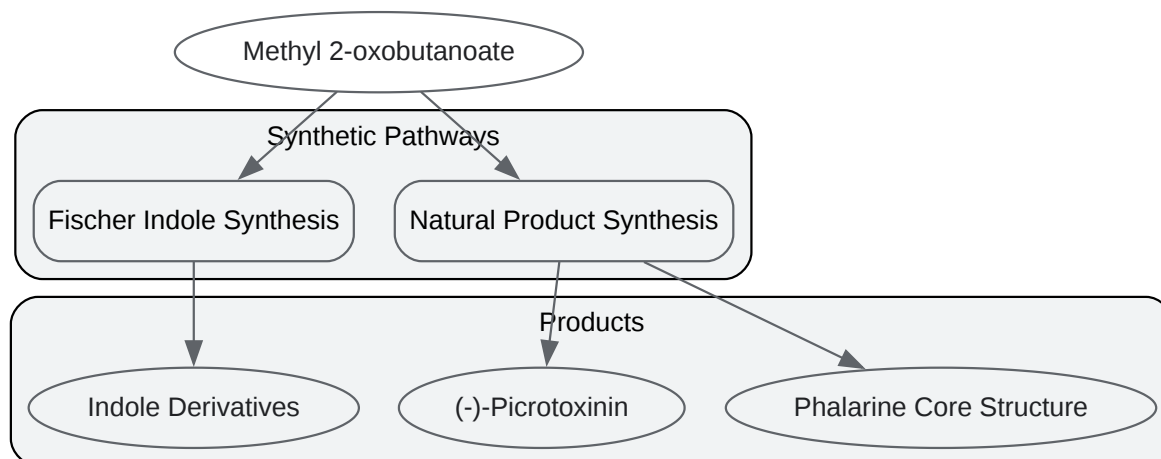 Methyl 2-oxobutanoate
Synthetic Pathways
Fischer Indole Synthesis
Natural Product Synthesis
Products
Indole Derivatives
(-)-Picrotoxinin
Phalarine Core Structure